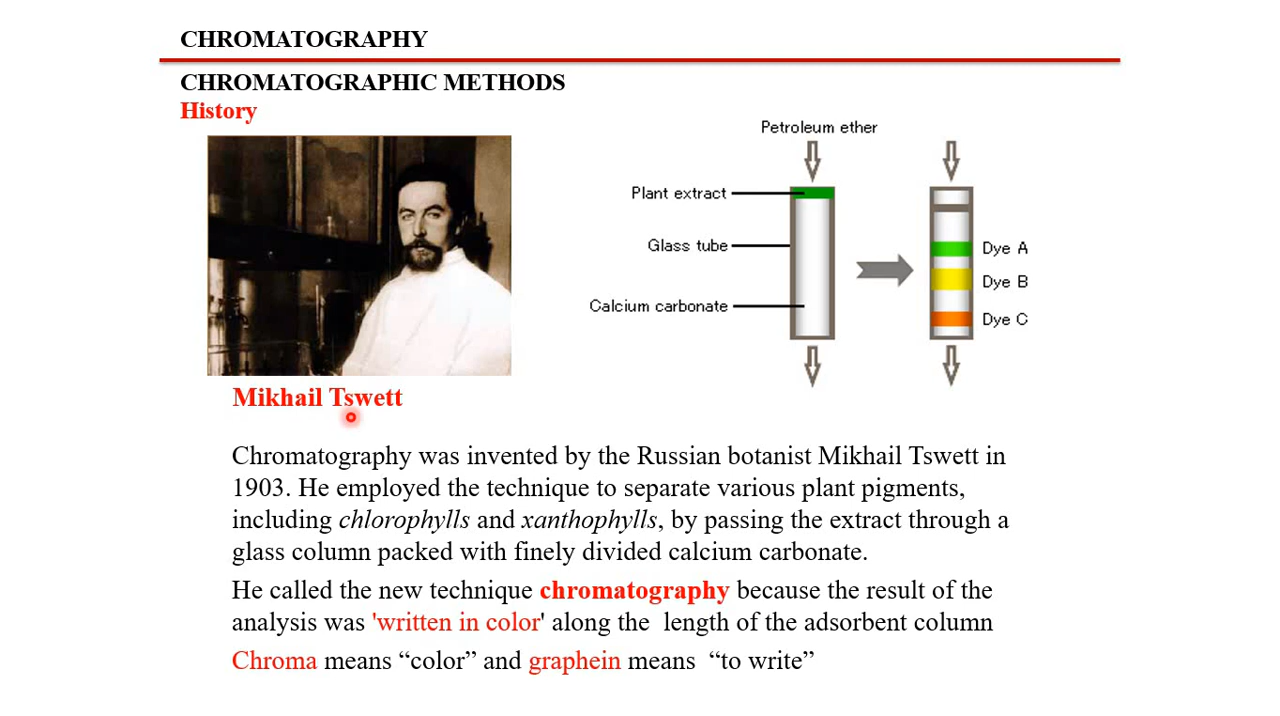 CHROMATOGRAPHY
CHROMATOGRAPHIC METHODS
History
Petroleum ether
Plant extract
Glass tube
Calcium carbonate
Dye A
Dye B
Dye C
Mikhail Tswett
Chromatography was invented by the Russian botanist Mikhail Tswett in
1903. He employed the technique to separate various plant pigments,
including chlorophylls and xanthophylls, by passing the extract through a
glass column packed with finely divided calcium carbonate.
He called the new technique chromatography because the result of the
analysis was 'written in color' along the length of the adsorbent column
Chroma means “color” and graphein means “to write”